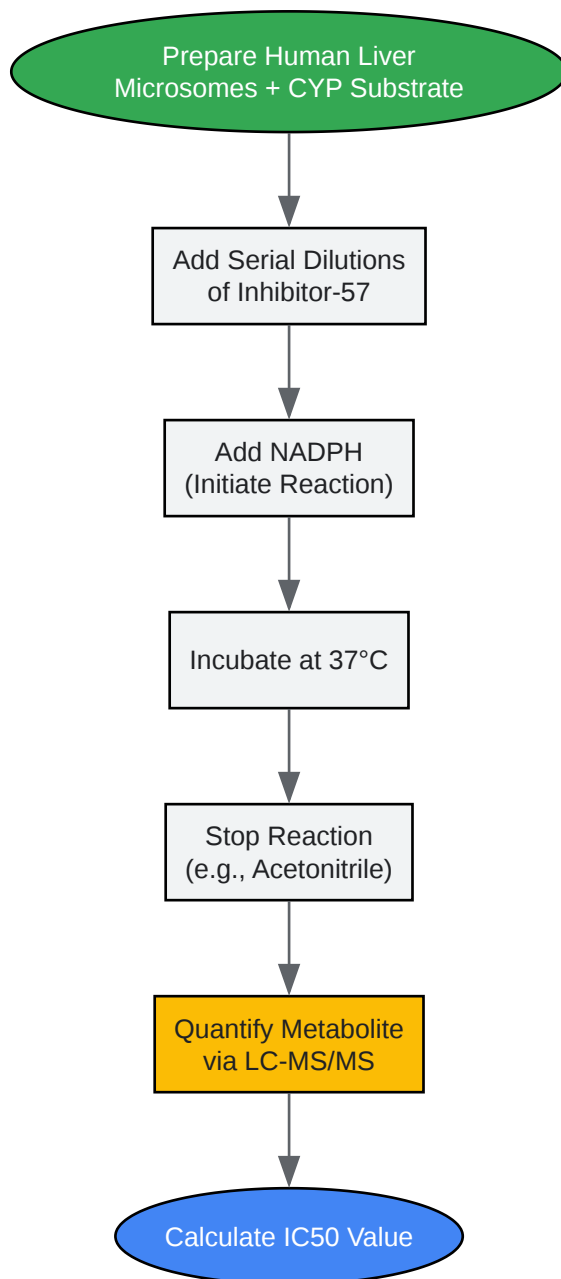 Prepare Human Liver
Microsomes + CYP Substrate
Add Serial Dilutions
of Inhibitor-57
Add NADPH
(Initiate Reaction)
Incubate at 37°C
Stop Reaction
(e.g., Acetonitrile)
Quantify Metabolite
via LC-MS/MS
Calculate IC50 Value